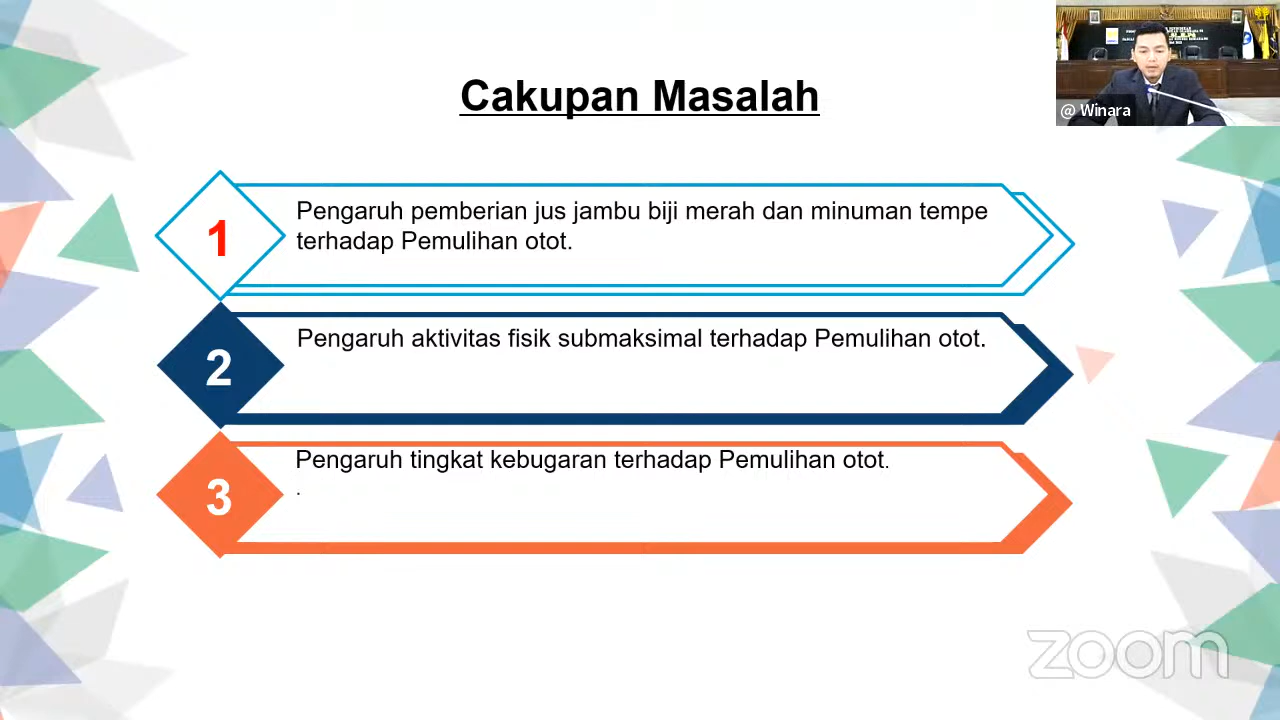 Cakupan Masalah
@ Winara
1
Pengaruh pemberian jus jambu biji merah dan minuman tempe
terhadap Pemulihan otot.
2
Pengaruh aktivitas fisik submaksimal terhadap Pemulihan otot.
3
Pengaruh tingkat kebugaran terhadap Pemulihan otot.
.
zoom